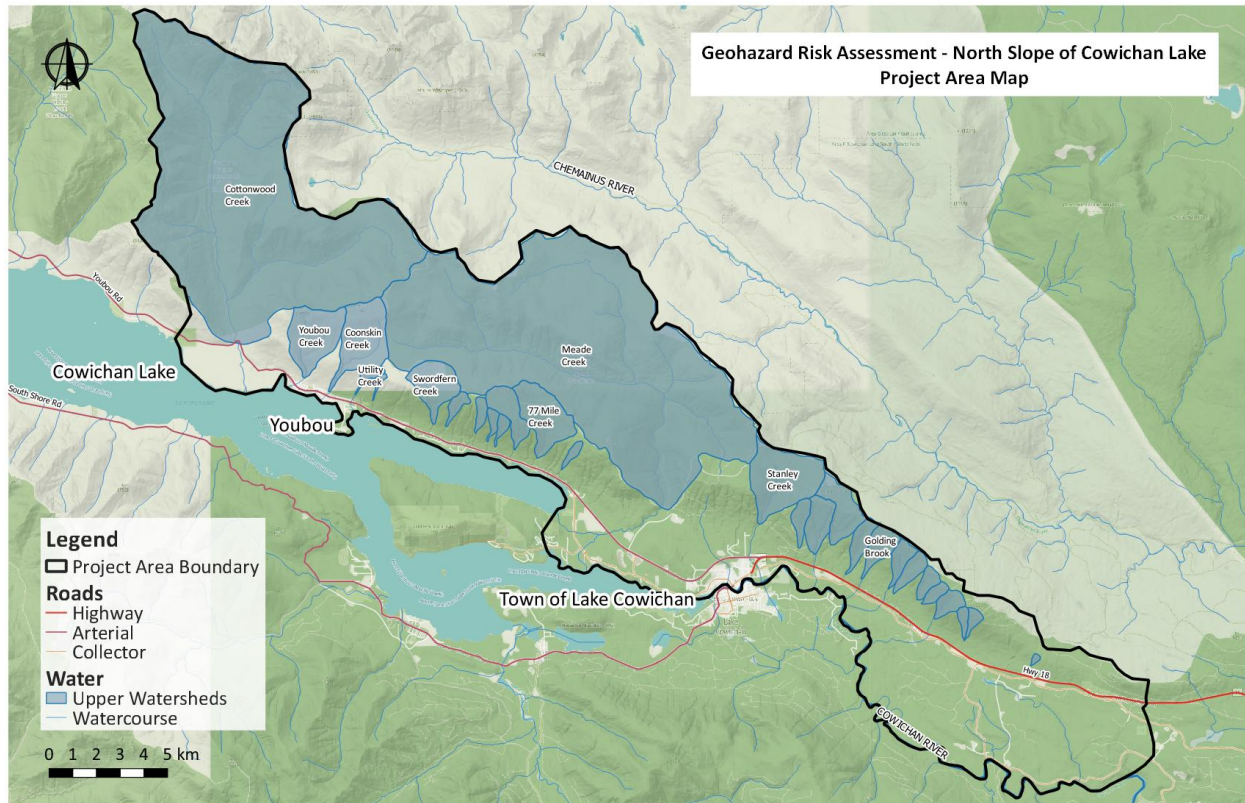 Geohazard Risk Assessment - North Slope of Cowichan Lake
Project Area Map
CHEMAINUS RIVER
Cottonwood
Creek
Youbou Rd
Youbou
Creek
Coonskin
Creek
Meade
Creek
Cowichan Lake
Utility
Creek
Swordfern
Creek
South Shore Rd
77 Mile
Creek
Youbou
Stanley
Creek
Golding
Brook
Town of Lake Cowichan
Hwy 18
COWICHAN RIVER
Legend
Project Area Boundary
Roads
Highway
Arterial
Collector
Water
Upper Watersheds
Watercourse
0 1 2 3 4 5 km